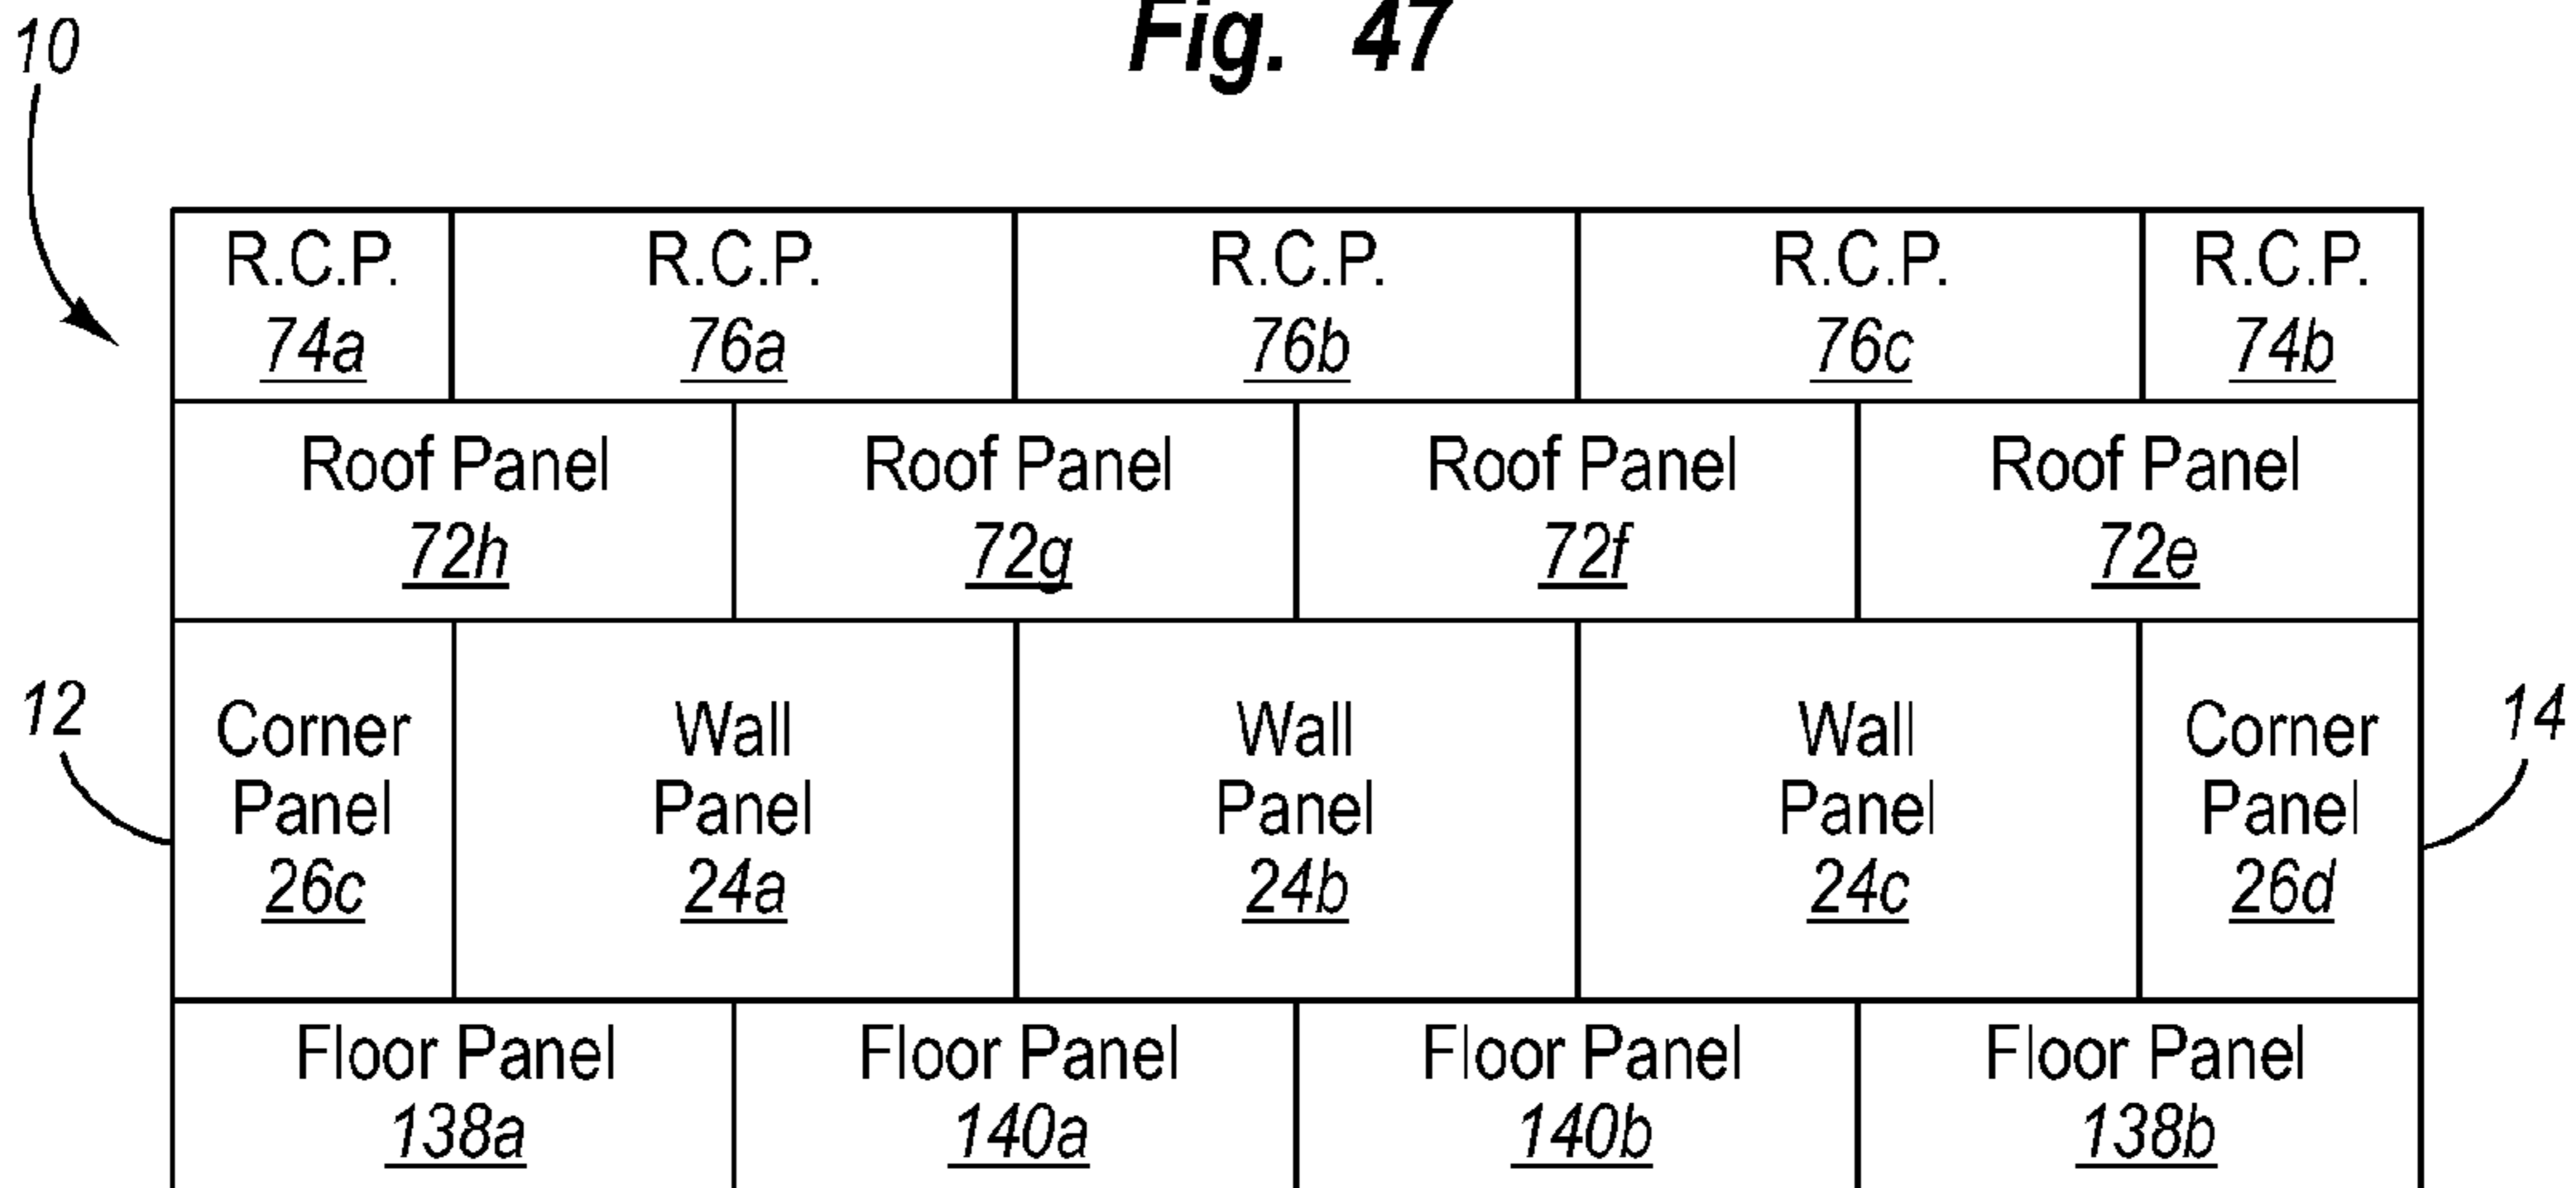 Fig. 47
10
R.C.P. R.C.P. R.C.P. R.C.P. R.C.P.
74a 76a 76b 76c 74b
Roof Panel Roof Panel Roof Panel Roof Panel
72h 72g 72f 72e
12 14
Corner Wall Wall Wall Corner
Panel Panel Panel Panel Panel
26c 24a 24b 24c 26d
Floor Panel Floor Panel Floor Panel Floor Panel
138a 140a 140b 138b